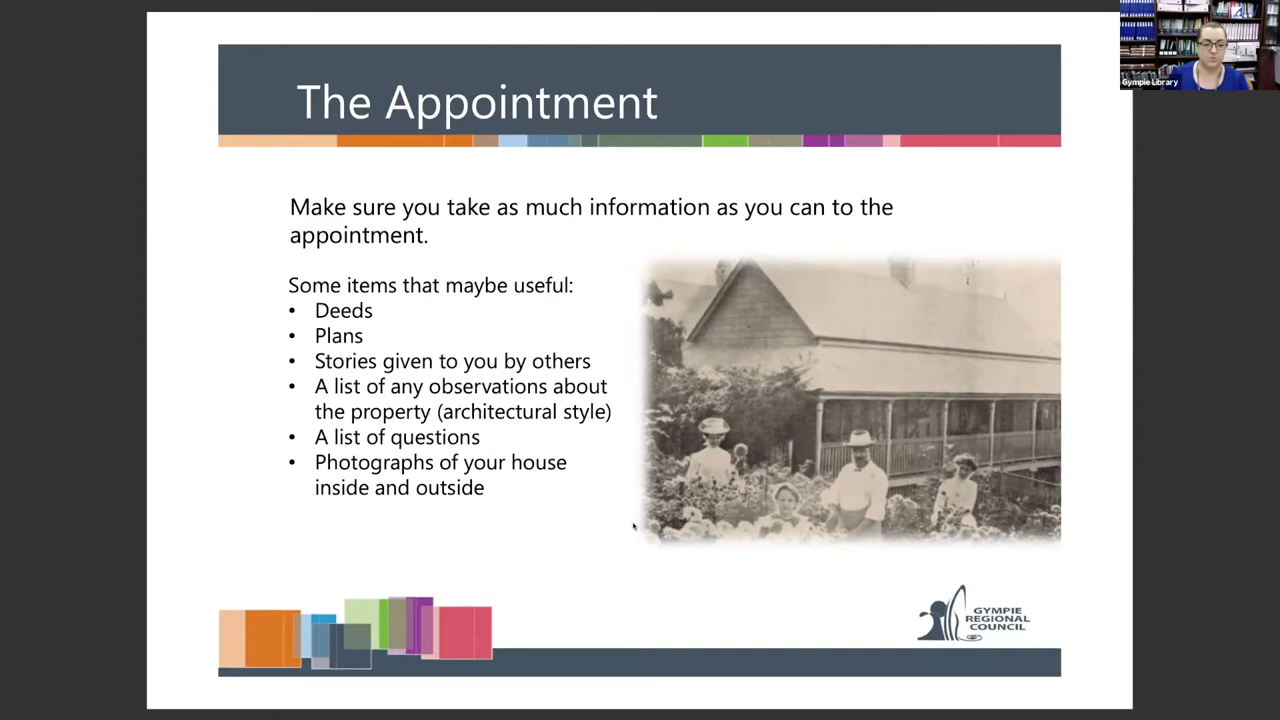 The Appointment
Gympie Library
Make sure you take as much information as you can to the
appointment.
Some items that maybe useful:
• Deeds
• Plans
• Stories given to you by others
• A list of any observations about
the property (architectural style)
• A list of questions
• Photographs of your house
inside and outside
GYMPIE
REGIONAL
COUNCIL